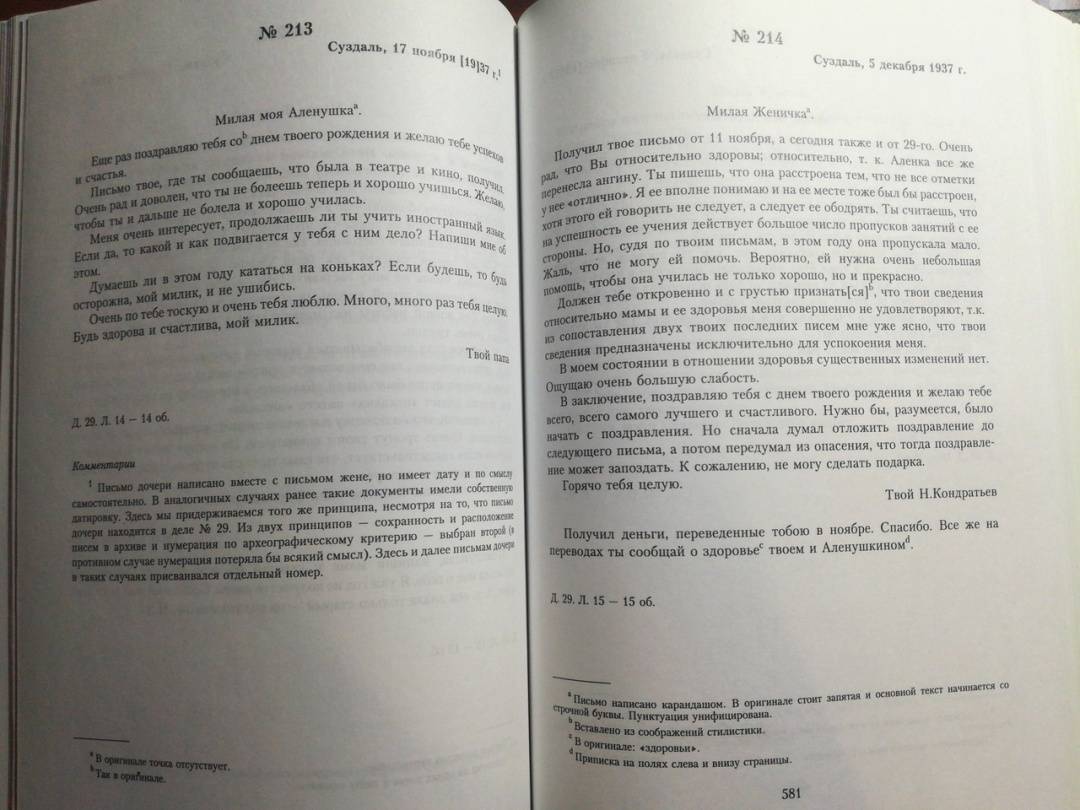 № 213
Суздаль, 17 ноября [19]37 г.¹
Милая моя Аленушкаᵃ.
Еще раз поздравляю тебя соᵇ днем твоего рождения и желаю тебе успехов
и счастья.
Письмо твое, где ты сообщаешь, что была в театре и кино, получил.
Очень рад и доволен, что ты не болеешь теперь и хорошо учишься. Желаю,
чтобы ты и дальше не болела и хорошо училась.
Меня очень интересует, продолжаешь ли ты учить иностранный язык.
Если да, то какой и как подвигается у тебя с ним дело? Напиши мне об
этом.
Думаешь ли в этом году кататься на коньках? Если будешь, то будь
осторожна, мой милик, и не ушибись.
Очень по тебе тоскую и очень тебя люблю. Много, много раз тебя целую.
Будь здорова и счастлива, мой милик.
Твой папа
Д. 29. Л. 14 — 14 об.
Комментарии
¹ Письмо дочери написано вместе с письмом жене, но имеет дату и по смыслу
самостоятельно. В аналогичных случаях ранее такие документы имели собственную
датировку. Здесь мы придерживаемся того же принципа, несмотря на то, что письмо
дочери находится в деле № 29. Из двух принципов — сохранность и расположение
писем в архиве и нумерация по археографическому критерию — выбран второй (в
противном случае нумерация потеряла бы всякий смысл). Здесь и далее письмам дочери
в таких случаях присваивался отдельный номер.
ᵃ В оригинале точка отсутствует.
ᵇ Так в оригинале.
№ 214
Суздаль, 5 декабря 1937 г.
Милая Женичкаᵃ.
Получил твое письмо от 11 ноября, а сегодня также и от 29-го. Очень
рад, что Вы относительно здоровы; относительно, т. к. Аленка все же
перенесла ангину. Ты пишешь, что она расстроена тем, что не все отметки
у нее «отлично». Я ее вполне понимаю и на ее месте тоже был бы расстроен,
хотя этого ей говорить не следует, а следует ее ободрять. Ты считаешь, что
на успешность ее учения действует большое число пропусков занятий с ее
стороны. Но, судя по твоим письмам, в этом году она пропускала мало.
Жаль, что не могу ей помочь. Вероятно, ей нужна очень небольшая
помощь, чтобы она училась не только хорошо, но и прекрасно.
Должен тебе откровенно и с грустью признать[ся]ᵇ, что твои сведения
относительно мамы и ее здоровья меня совершенно не удовлетворяют, т.к.
из сопоставления двух твоих последних писем мне уже ясно, что твои
сведения предназначены исключительно для успокоения меня.
В моем состоянии в отношении здоровья существенных изменений нет.
Ощущаю очень большую слабость.
В заключение, поздравляю тебя с днем твоего рождения и желаю тебе
всего, всего самого лучшего и счастливого. Нужно бы, разумеется, было
начать с поздравления. Но сначала думал отложить поздравление до
следующего письма, а потом передумал из опасения, что тогда поздравле-
ние может запоздать. К сожалению, не могу сделать подарка.
Горячо тебя целую.
Твой Н.Кондратьев
Получил деньги, переведенные тобою в ноябре. Спасибо. Все же на
переводах ты сообщай о здоровьеᶜ твоем и Аленушкиномᵈ.
Д. 29. Л. 15 — 15 об.
ᵃ Письмо написано карандашом. В оригинале стоит запятая и основной текст начинается со
строчной буквы. Пунктуация унифицирована.
ᵇ Вставлено из соображений стилистики.
ᶜ В оригинале: «здоровьи».
ᵈ Приписка на полях слева и внизу страницы.
581